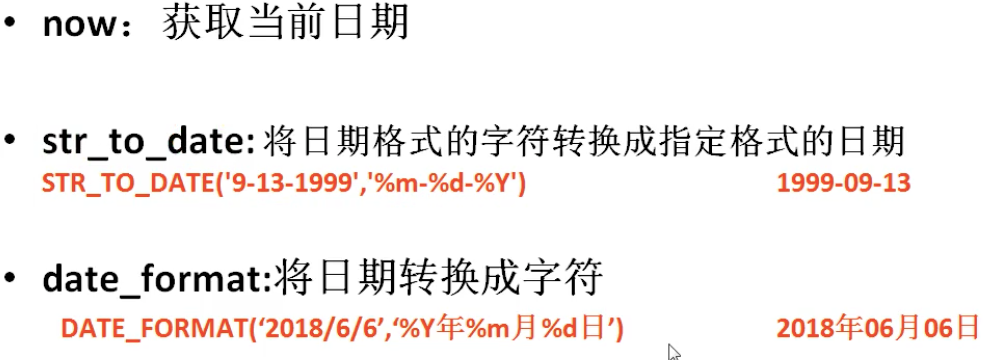 • now：获取当前日期
• str_to_date:将日期格式的字符转换成指定格式的日期
STR_TO_DATE('9-13-1999','%m-%d-%Y') 1999-09-13
• date_format:将日期转换成字符
DATE_FORMAT(‘2018/6/6’,‘%Y年%m月%d日’) 2018年06月06日